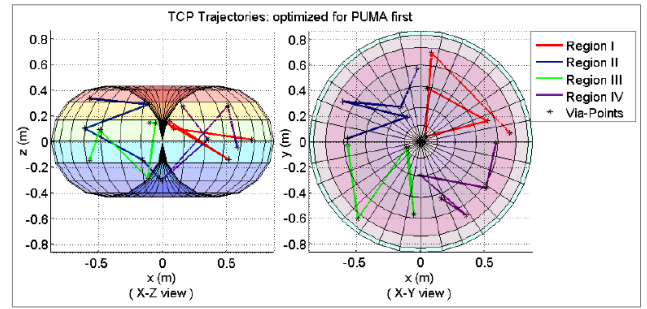 TCP Trajectories: optimized for PUMA first
0.8
0.6
0.4
0.2
0
-0.2
-0.4
-0.6
-0.8
z (m)
-0.5
0
0.5
x (m)
( X-Z view )
0.8
0.6
0.4
0.2
0
-0.2
-0.4
-0.6
-0.8
y (m)
-0.5
0
0.5
x (m)
( X-Y view )
Region I
Region II
Region III
Region IV
Via-Points